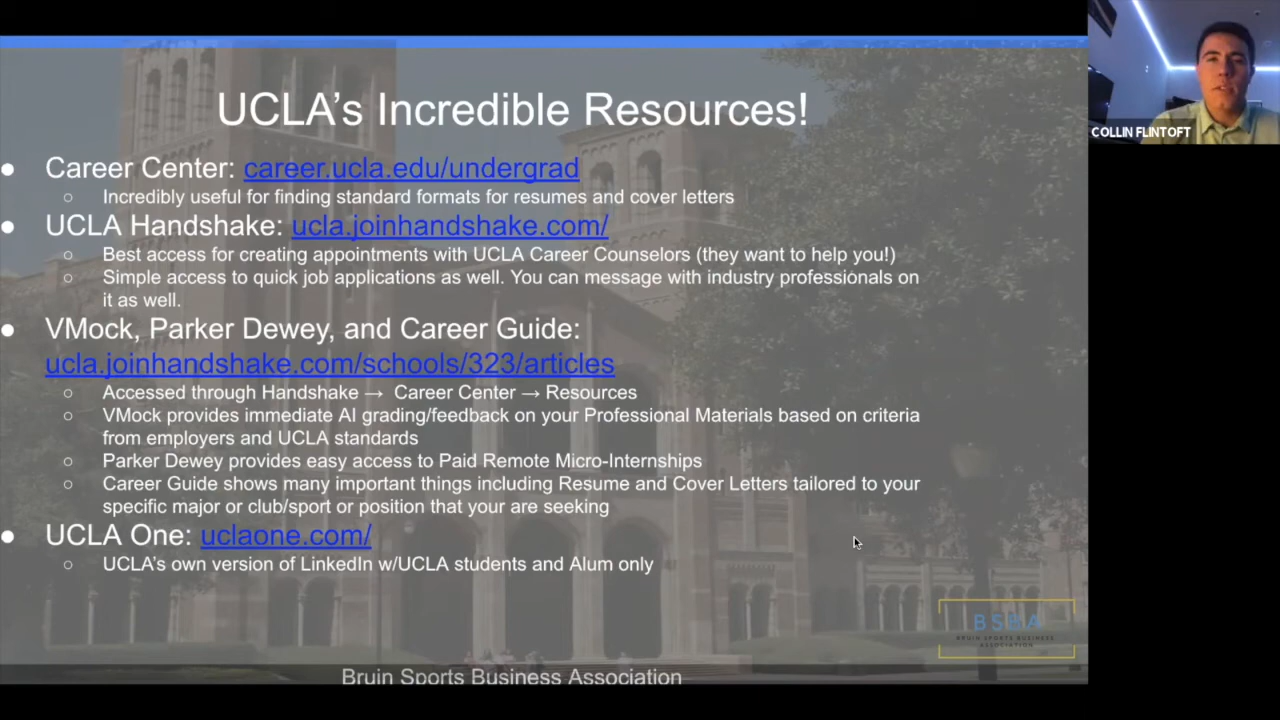 UCLA's Incredible Resources!
● Career Center: career.ucla.edu/undergrad
○ Incredibly useful for finding standard formats for resumes and cover letters
● UCLA Handshake: ucla.joinhandshake.com/
○ Best access for creating appointments with UCLA Career Counselors (they want to help you!)
○ Simple access to quick job applications as well. You can message with industry professionals on
it as well.
● VMock, Parker Dewey, and Career Guide:
ucla.joinhandshake.com/schools/323/articles
○ Accessed through Handshake → Career Center → Resources
○ VMock provides immediate AI grading/feedback on your Professional Materials based on criteria
from employers and UCLA standards
○ Parker Dewey provides easy access to Paid Remote Micro-Internships
○ Career Guide shows many important things including Resume and Cover Letters tailored to your
specific major or club/sport or position that your are seeking
● UCLA One: uclaone.com/
○ UCLA's own version of LinkedIn w/UCLA students and Alum only
BSBA
BRUIN SPORTS BUSINESS
ASSOCIATION
Bruin Sports Business Association
COLLIN FLINTOFT